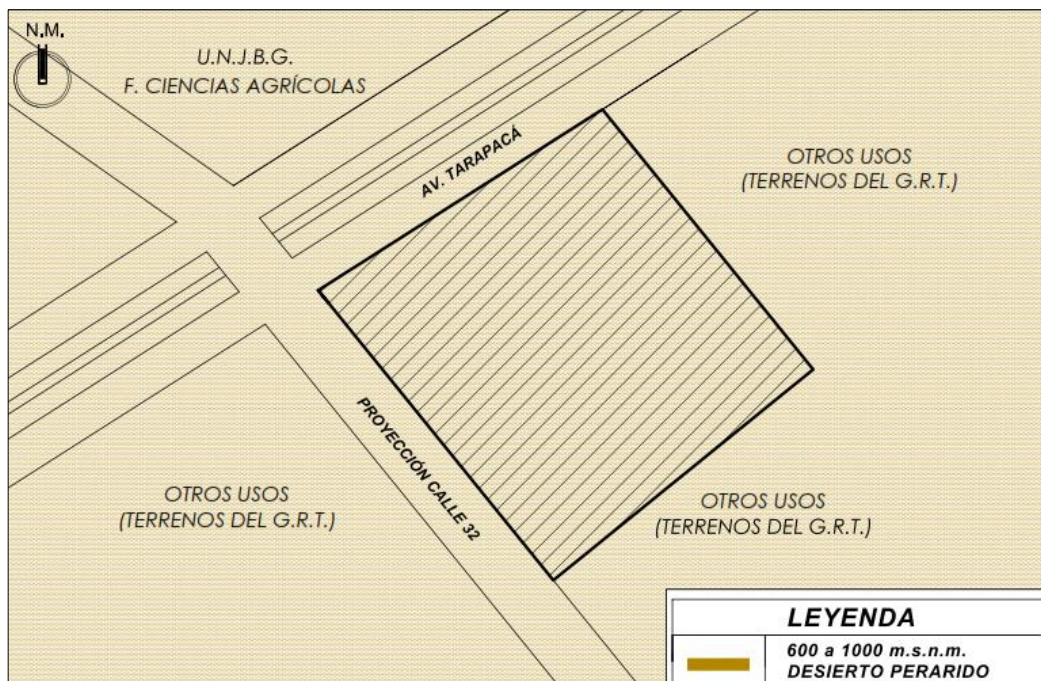 N.M.
U.N.J.B.G.
F. CIENCIAS AGRÍCOLAS
AV. TARAPACÁ
OTROS USOS
(TERRENOS DEL G.R.T.)
PROYECCIÓN CALLE 32
OTROS USOS
(TERRENOS DEL G.R.T.)
OTROS USOS
(TERRENOS DEL G.R.T.)
LEYENDA
600 a 1000 m.s.n.m.
DESIERTO PERARIDO